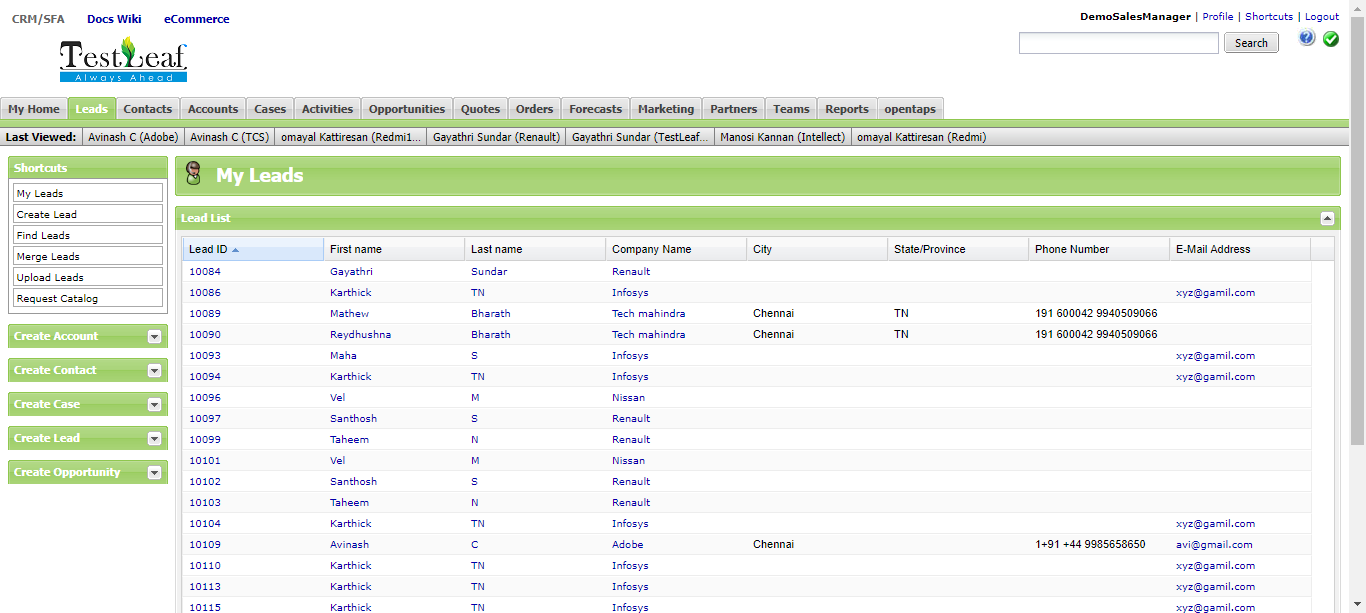 CRM/SFA Docs Wiki eCommerce
DemoSalesManager | Profile | Shortcuts | Logout
TestLeaf
Always Ahead
Search
My Home Leads Contacts Accounts Cases Activities Opportunities Quotes Orders Forecasts Marketing Partners Teams Reports opentaps
Last Viewed: Avinash C (Adobe) Avinash C (TCS) omayal Kattiresan (Redmi1... Gayathri Sundar (Renault) Gayathri Sundar (TestLeaf... Manosi Kannan (Intellect) omayal Kattiresan (Redmi)
Shortcuts
My Leads
Create Lead
Find Leads
Merge Leads
Upload Leads
Request Catalog
Create Account
Create Contact
Create Case
Create Lead
Create Opportunity
My Leads
Lead List
Lead ID First name Last name Company Name City State/Province Phone Number E-Mail Address
10084 Gayathri Sundar Renault
10086 Karthick TN Infosys xyz@gamil.com
10089 Mathew Bharath Tech mahindra Chennai TN 191 600042 9940509066
10090 Reydhushna Bharath Tech mahindra Chennai TN 191 600042 9940509066
10093 Maha S Infosys xyz@gamil.com
10094 Karthick TN Infosys xyz@gamil.com
10096 Vel M Nissan
10097 Santhosh S Renault
10099 Taheem N Renault
10101 Vel M Nissan
10102 Santhosh S Renault
10103 Taheem N Renault
10104 Karthick TN Infosys xyz@gamil.com
10109 Avinash C Adobe Chennai 1+91 +44 9985658650 avi@gmail.com
10110 Karthick TN Infosys xyz@gamil.com
10113 Karthick TN Infosys xyz@gamil.com
10115 Karthick TN Infosys xyz@gamil.com